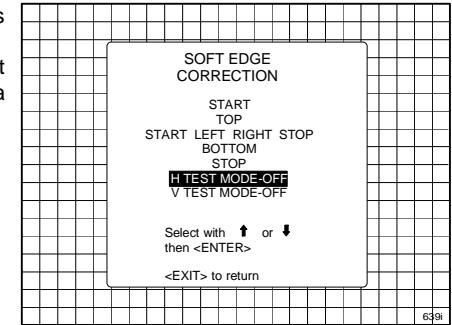 s
t
a
SOFT EDGE
CORRECTION
START
TOP
START LEFT RIGHT STOP
BOTTOM
STOP
H TEST MODE-OFF
V TEST MODE-OFF
Select with ⬆ or ⬇
then <ENTER>
<EXIT> to return
639i